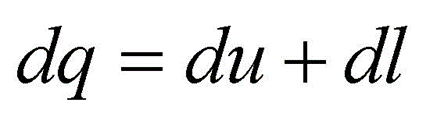 dq = du + dl